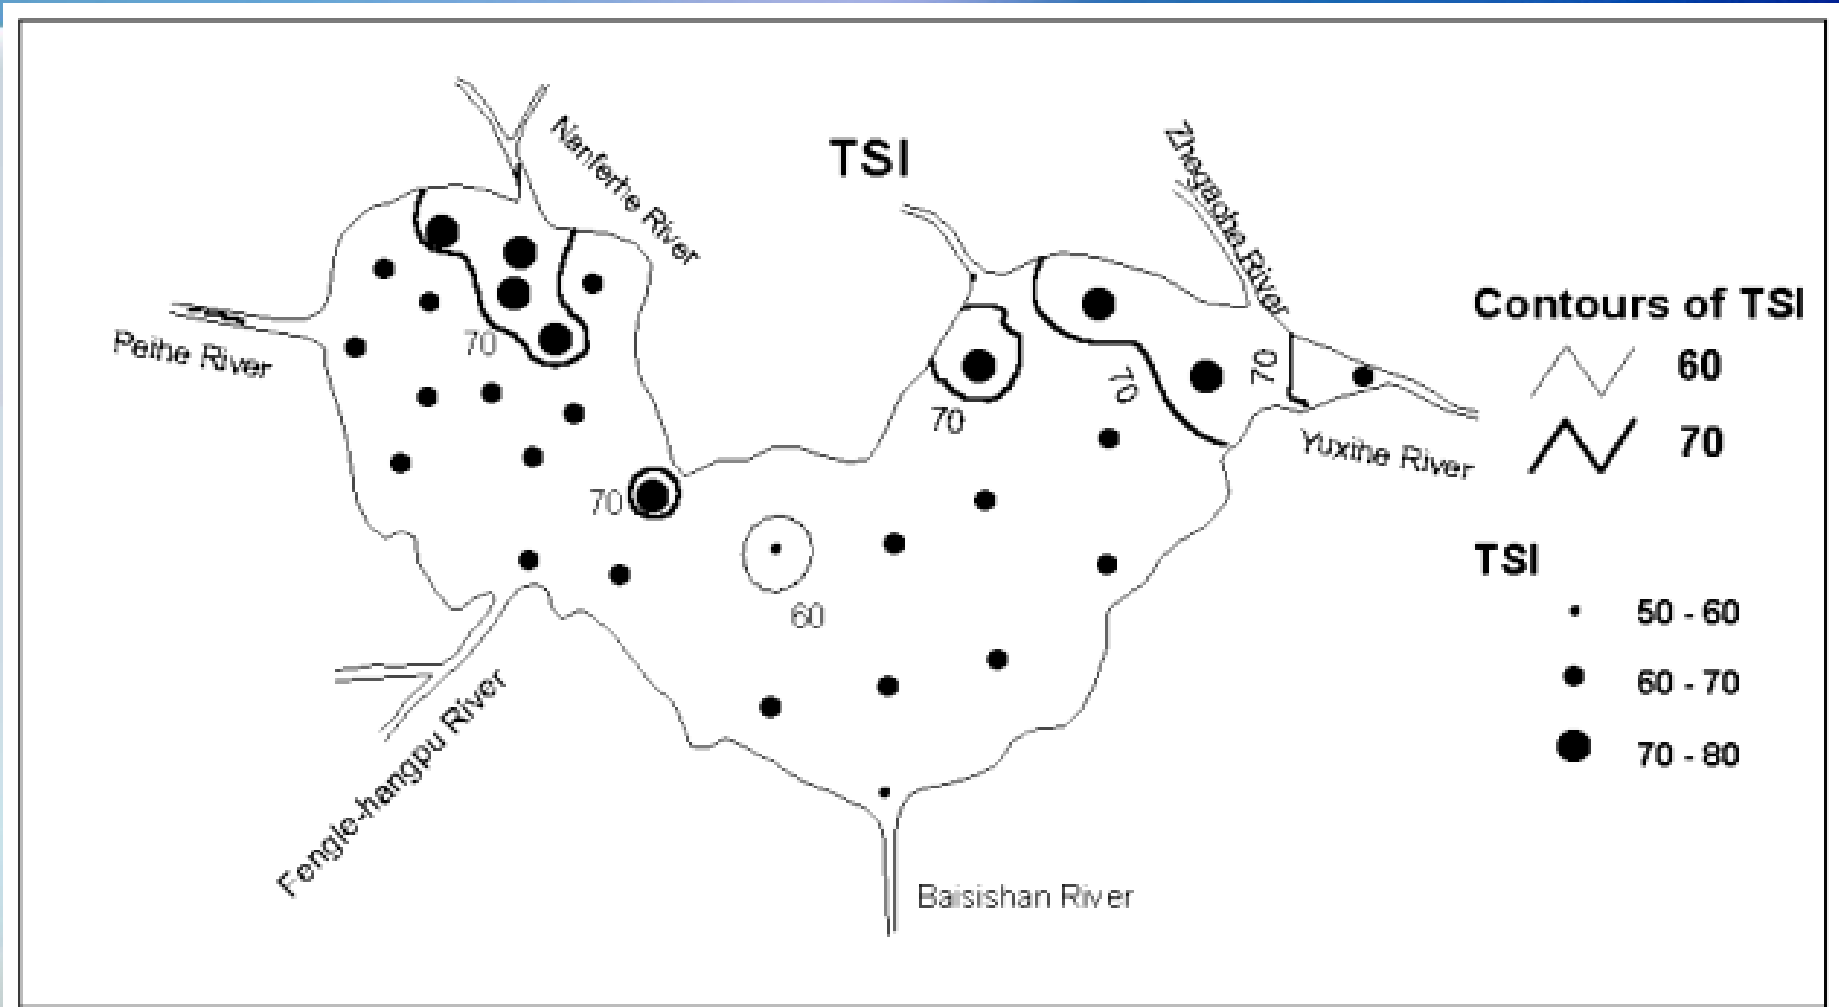 TSI
Nanfeihe River
Zhegaohe River
Peihe River
70
70
70
70
70
60
Yuxihe River
Fengle-hangpu River
Baisishan River
Contours of TSI
60
70
TSI
50 - 60
60 - 70
70 - 80